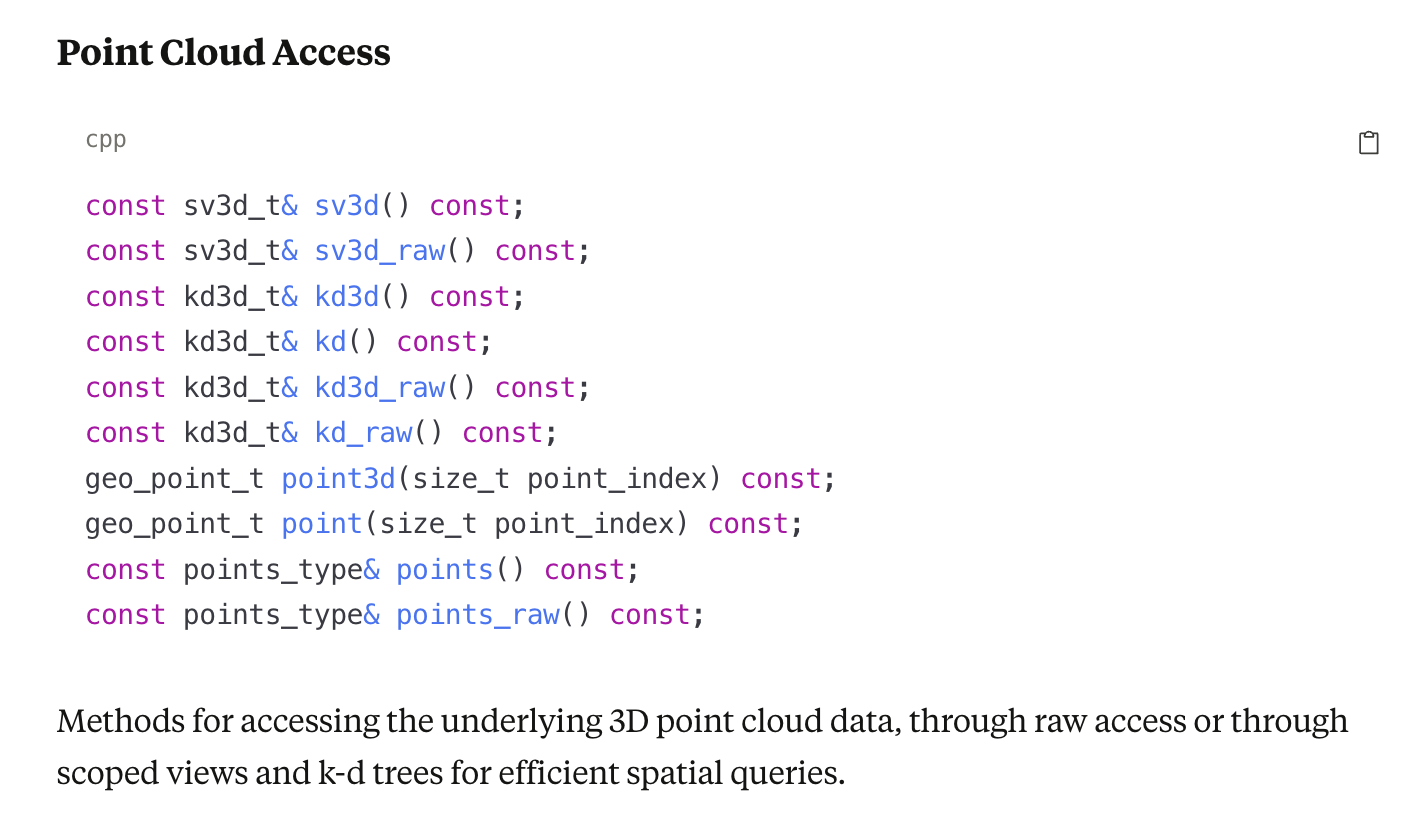 Point Cloud Access
cpp
const sv3d_t& sv3d() const;
const sv3d_t& sv3d_raw() const;
const kd3d_t& kd3d() const;
const kd3d_t& kd() const;
const kd3d_t& kd3d_raw() const;
const kd3d_t& kd_raw() const;
geo_point_t point3d(size_t point_index) const;
geo_point_t point(size_t point_index) const;
const points_type& points() const;
const points_type& points_raw() const;
Methods for accessing the underlying 3D point cloud data, through raw access or through
scoped views and k-d trees for efficient spatial queries.